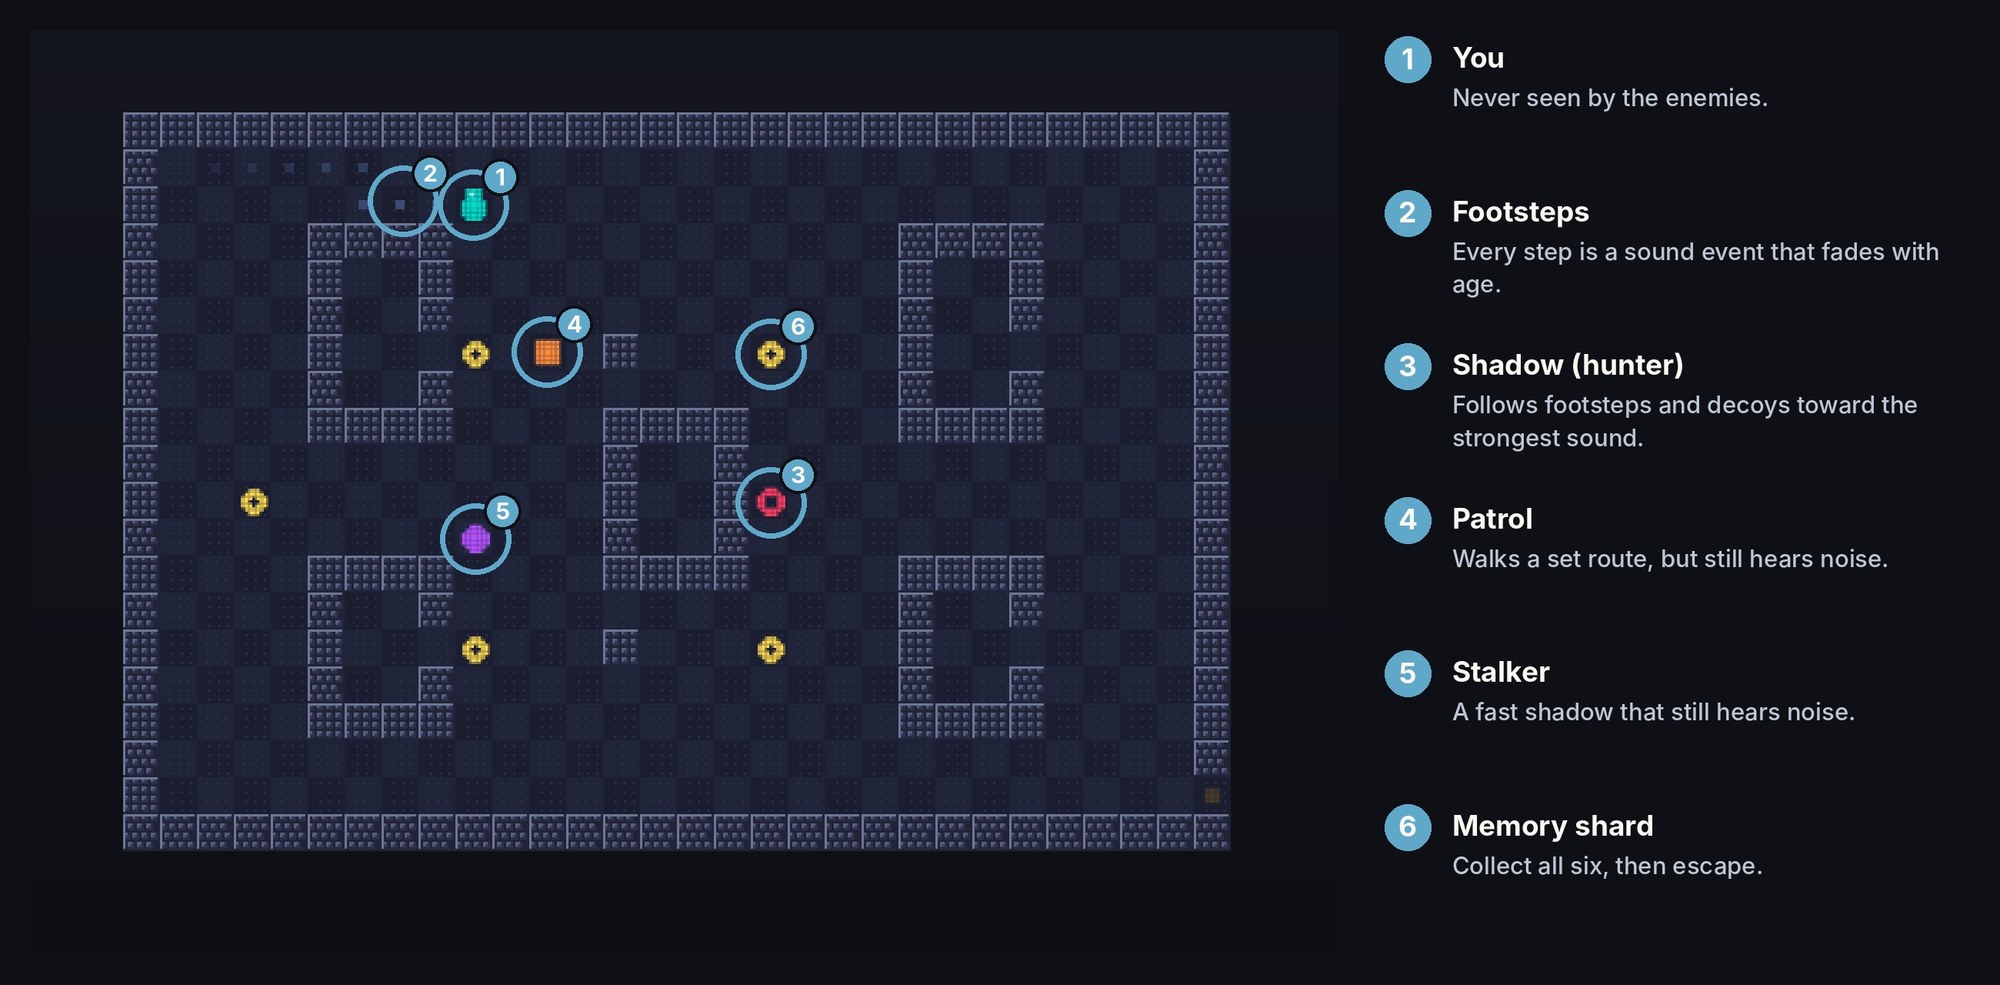 2
1
4
6
3
5
1
You
Never seen by the enemies.
2
Footsteps
Every step is a sound event that fades with
age.
3
Shadow (hunter)
Follows footsteps and decoys toward the
strongest sound.
4
Patrol
Walks a set route, but still hears noise.
5
Stalker
A fast shadow that still hears noise.
6
Memory shard
Collect all six, then escape.